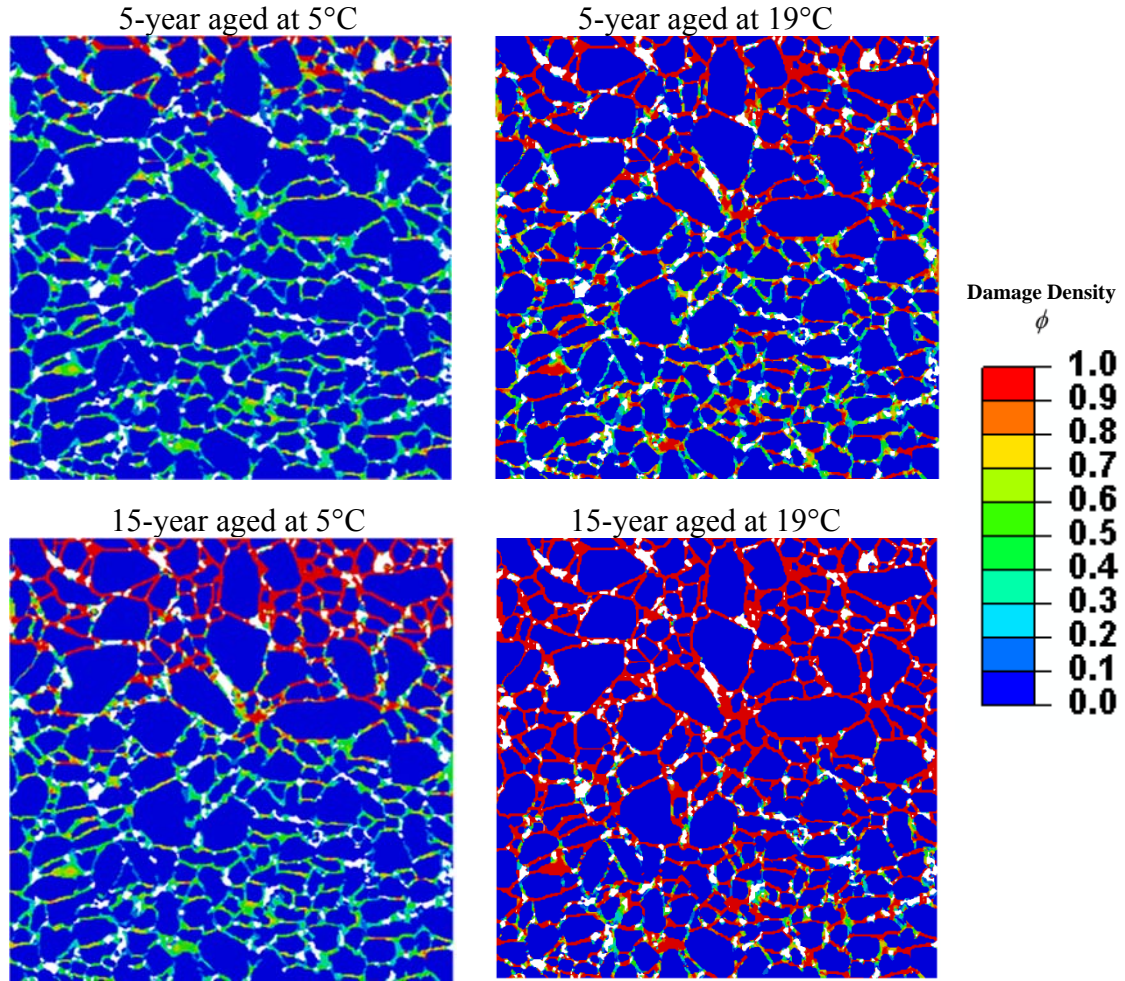 5-year aged at 5°C
5-year aged at 19°C
15-year aged at 5°C
15-year aged at 19°C
Damage Density
ϕ
1.0
0.9
0.8
0.7
0.6
0.5
0.4
0.3
0.2
0.1
0.0